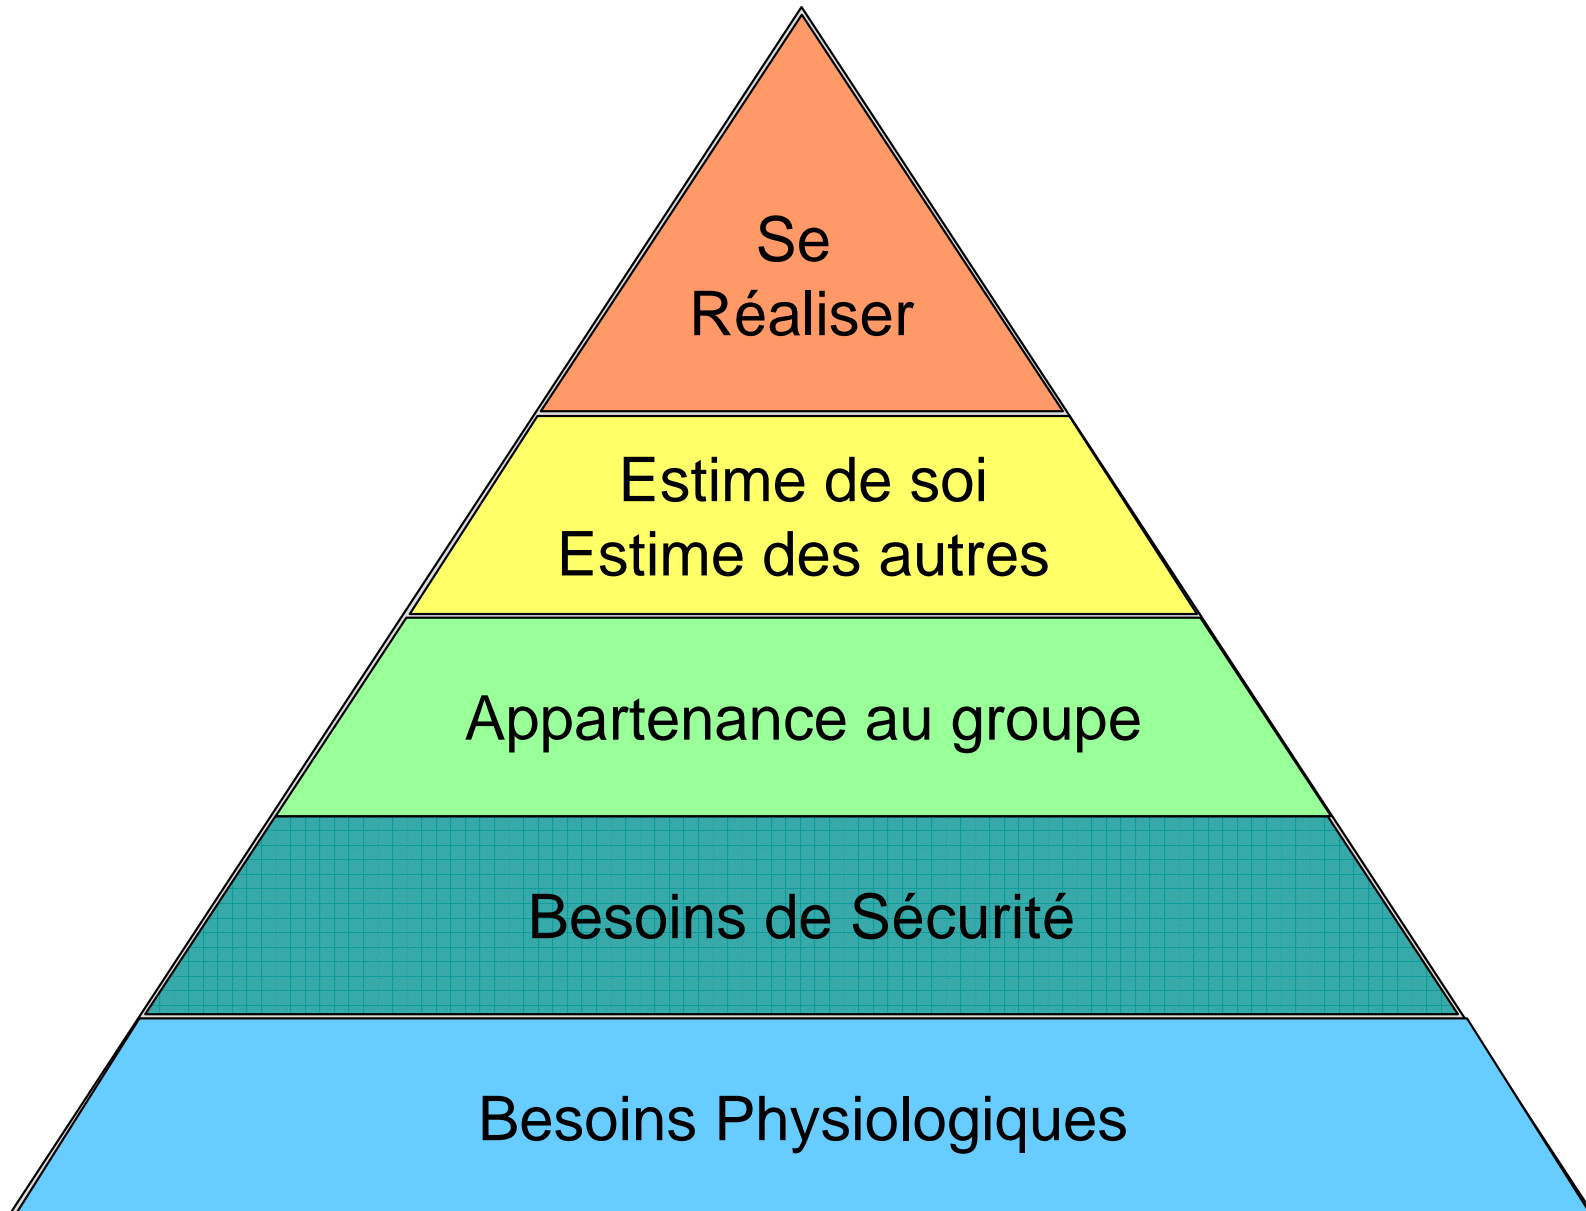 Se
Réaliser
Estime de soi
Estime des autres
Appartenance au groupe
Besoins de Sécurité
Besoins Physiologiques